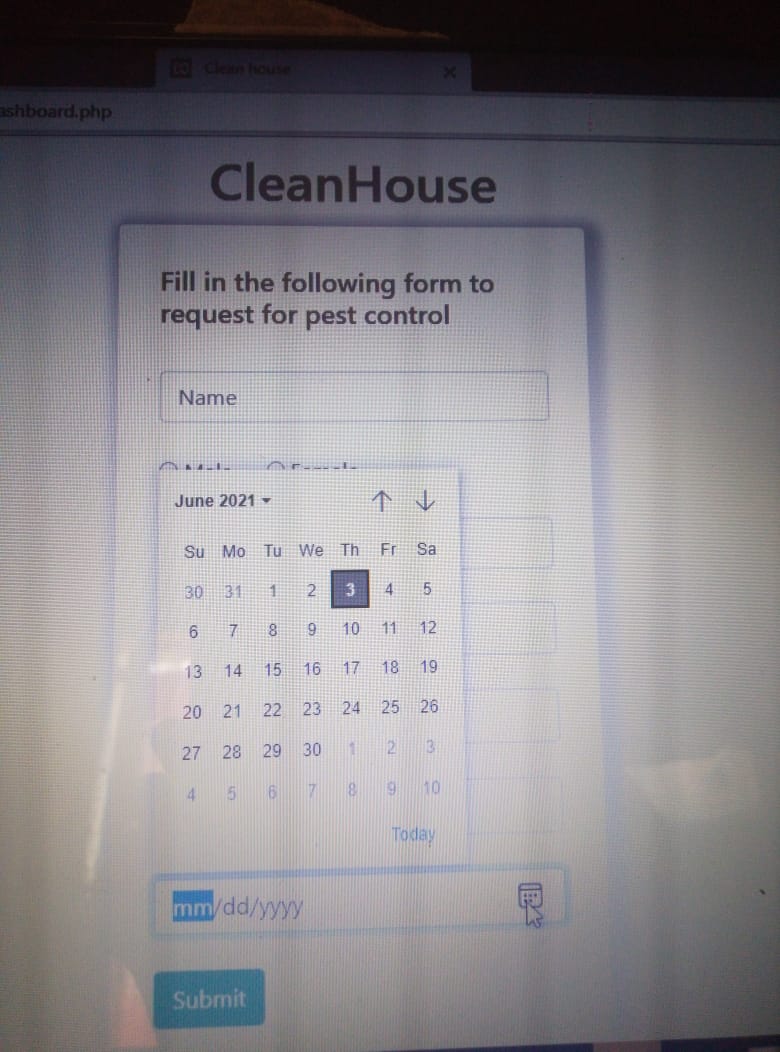 Clean house
ashboard.php
CleanHouse
Fill in the following form to
request for pest control
Name
June 2021
Su Mo Tu We Th Fr Sa
30 31 1 2 3 4 5
6 7 8 9 10 11 12
13 14 15 16 17 18 19
20 21 22 23 24 25 26
27 28 29 30 1 2 3
4 5 6 7 8 9 10
Today
mm/dd/yyyy
Submit